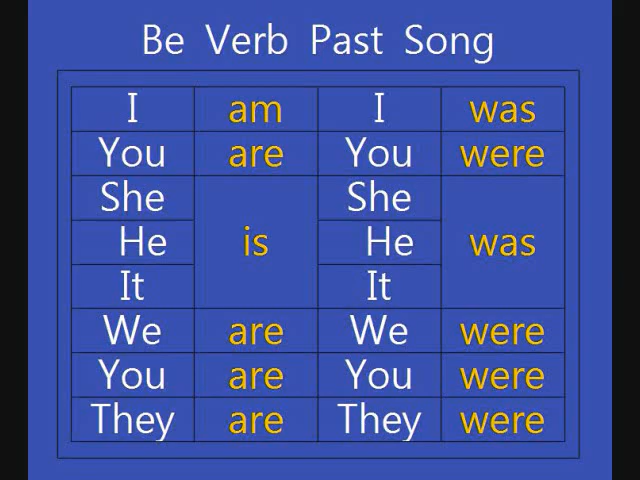 Be Verb Past Song
I am I was
You are You were
She She
He is He was
It It
We are We were
You are You were
They are They were